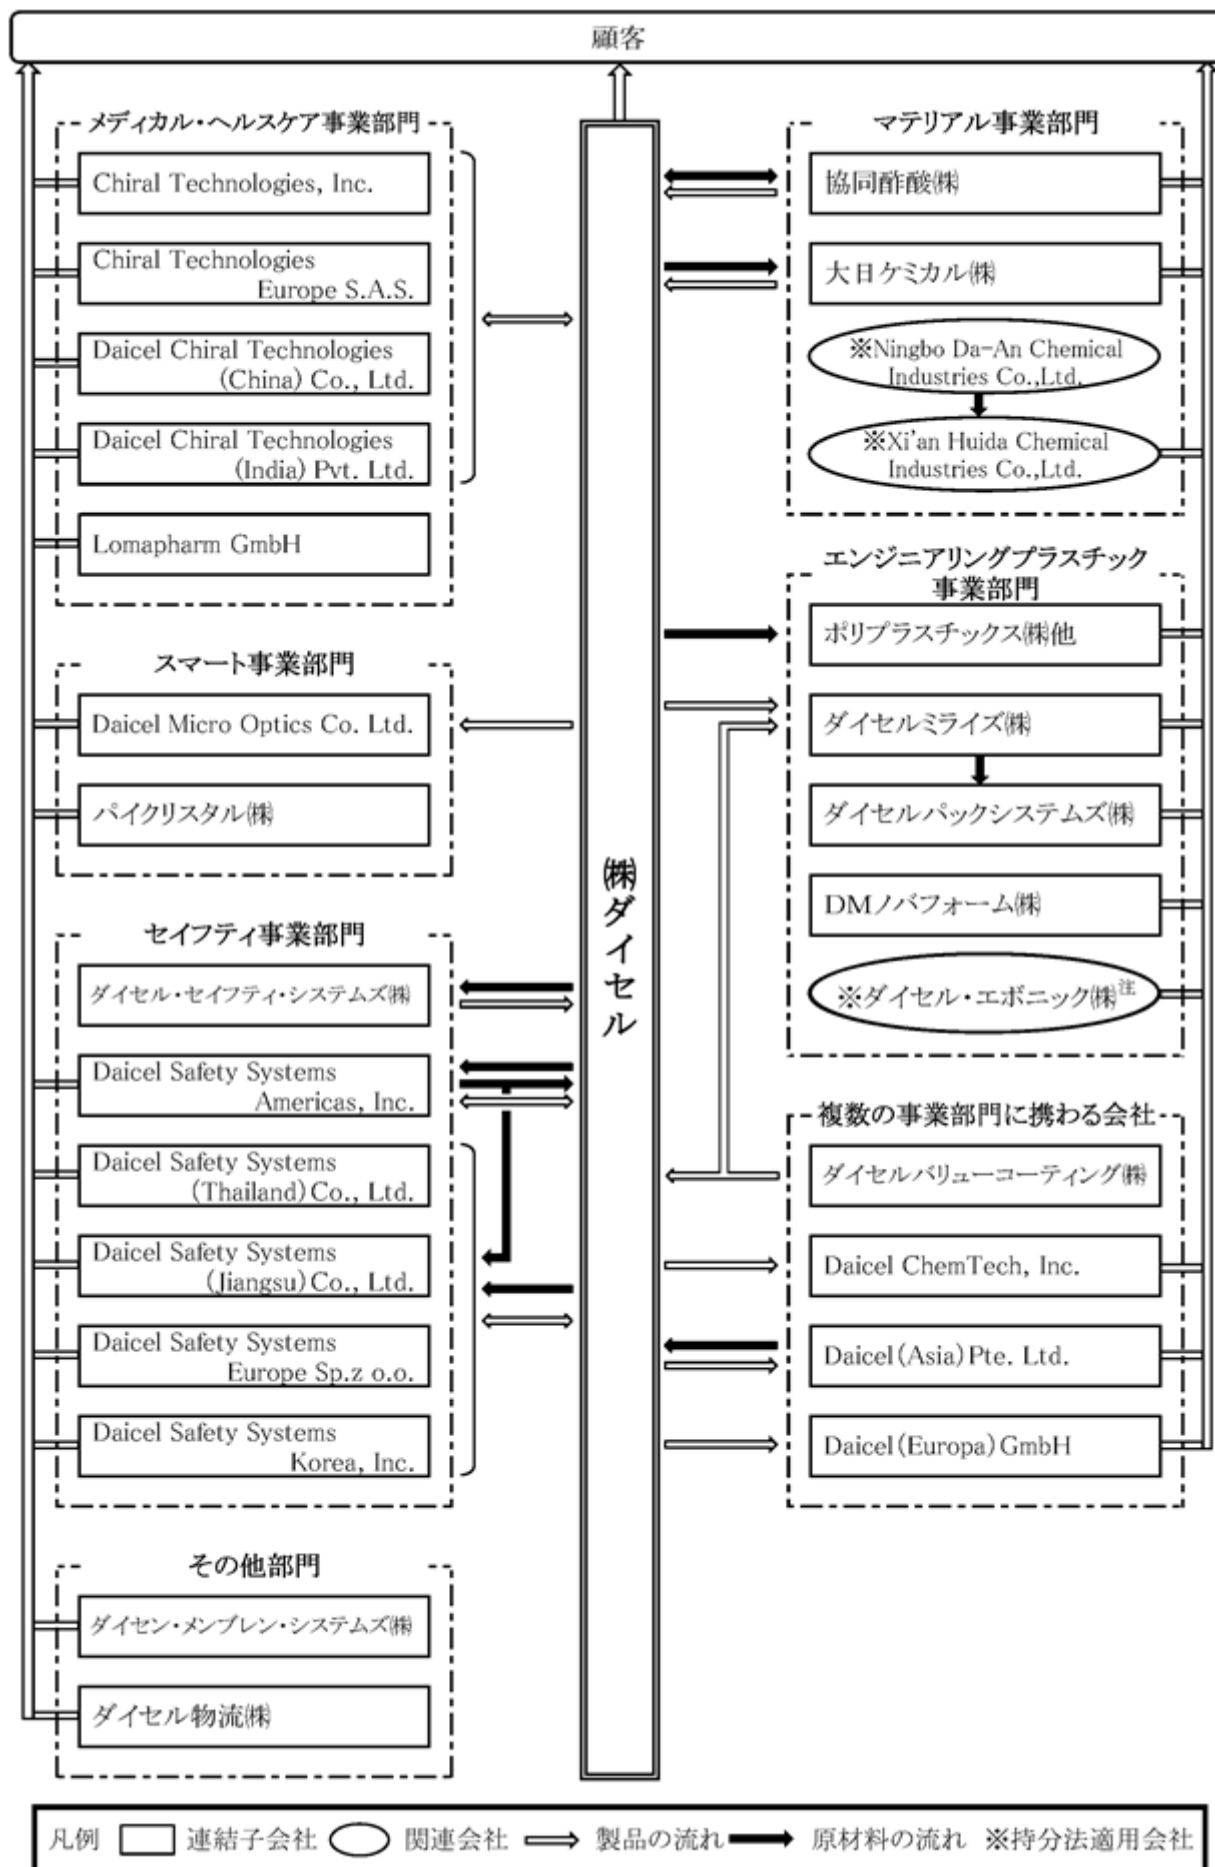 顧客
メディカル・ヘルスケア事業部門
Chiral Technologies, Inc.
Chiral Technologies
Europe S.A.S.
Daicel Chiral Technologies
(China) Co., Ltd.
Daicel Chiral Technologies
(India) Pvt. Ltd.
Lomapharm GmbH
スマート事業部門
Daicel Micro Optics Co. Ltd.
パイクリスタル㈱
セイフティ事業部門
ダイセル・セイフティ・システムズ㈱
Daicel Safety Systems
Americas, Inc.
Daicel Safety Systems
(Thailand) Co., Ltd.
Daicel Safety Systems
(Jiangsu) Co., Ltd.
Daicel Safety Systems
Europe Sp.z o.o.
Daicel Safety Systems
Korea, Inc.
その他部門
ダイセン・メンブレン・システムズ㈱
ダイセル物流㈱
㈱ダイセル
マテリアル事業部門
協同酢酸㈱
大日ケミカル㈱
※Ningbo Da-An Chemical
Industries Co.,Ltd.
※Xi'an Huida Chemical
Industries Co.,Ltd.
エンジニアリングプラスチック
事業部門
ポリプラスチックス㈱他
ダイセルミライズ㈱
ダイセルパックシステムズ㈱
DMノバフォーム㈱
※ダイセル・エボニック㈱注
複数の事業部門に携わる会社
ダイセルバリューコーティング㈱
Daicel ChemTech, Inc.
Daicel (Asia) Pte. Ltd.
Daicel (Europa) GmbH
凡例 連結子会社 関連会社 製品の流れ 原材料の流れ ※持分法適用会社